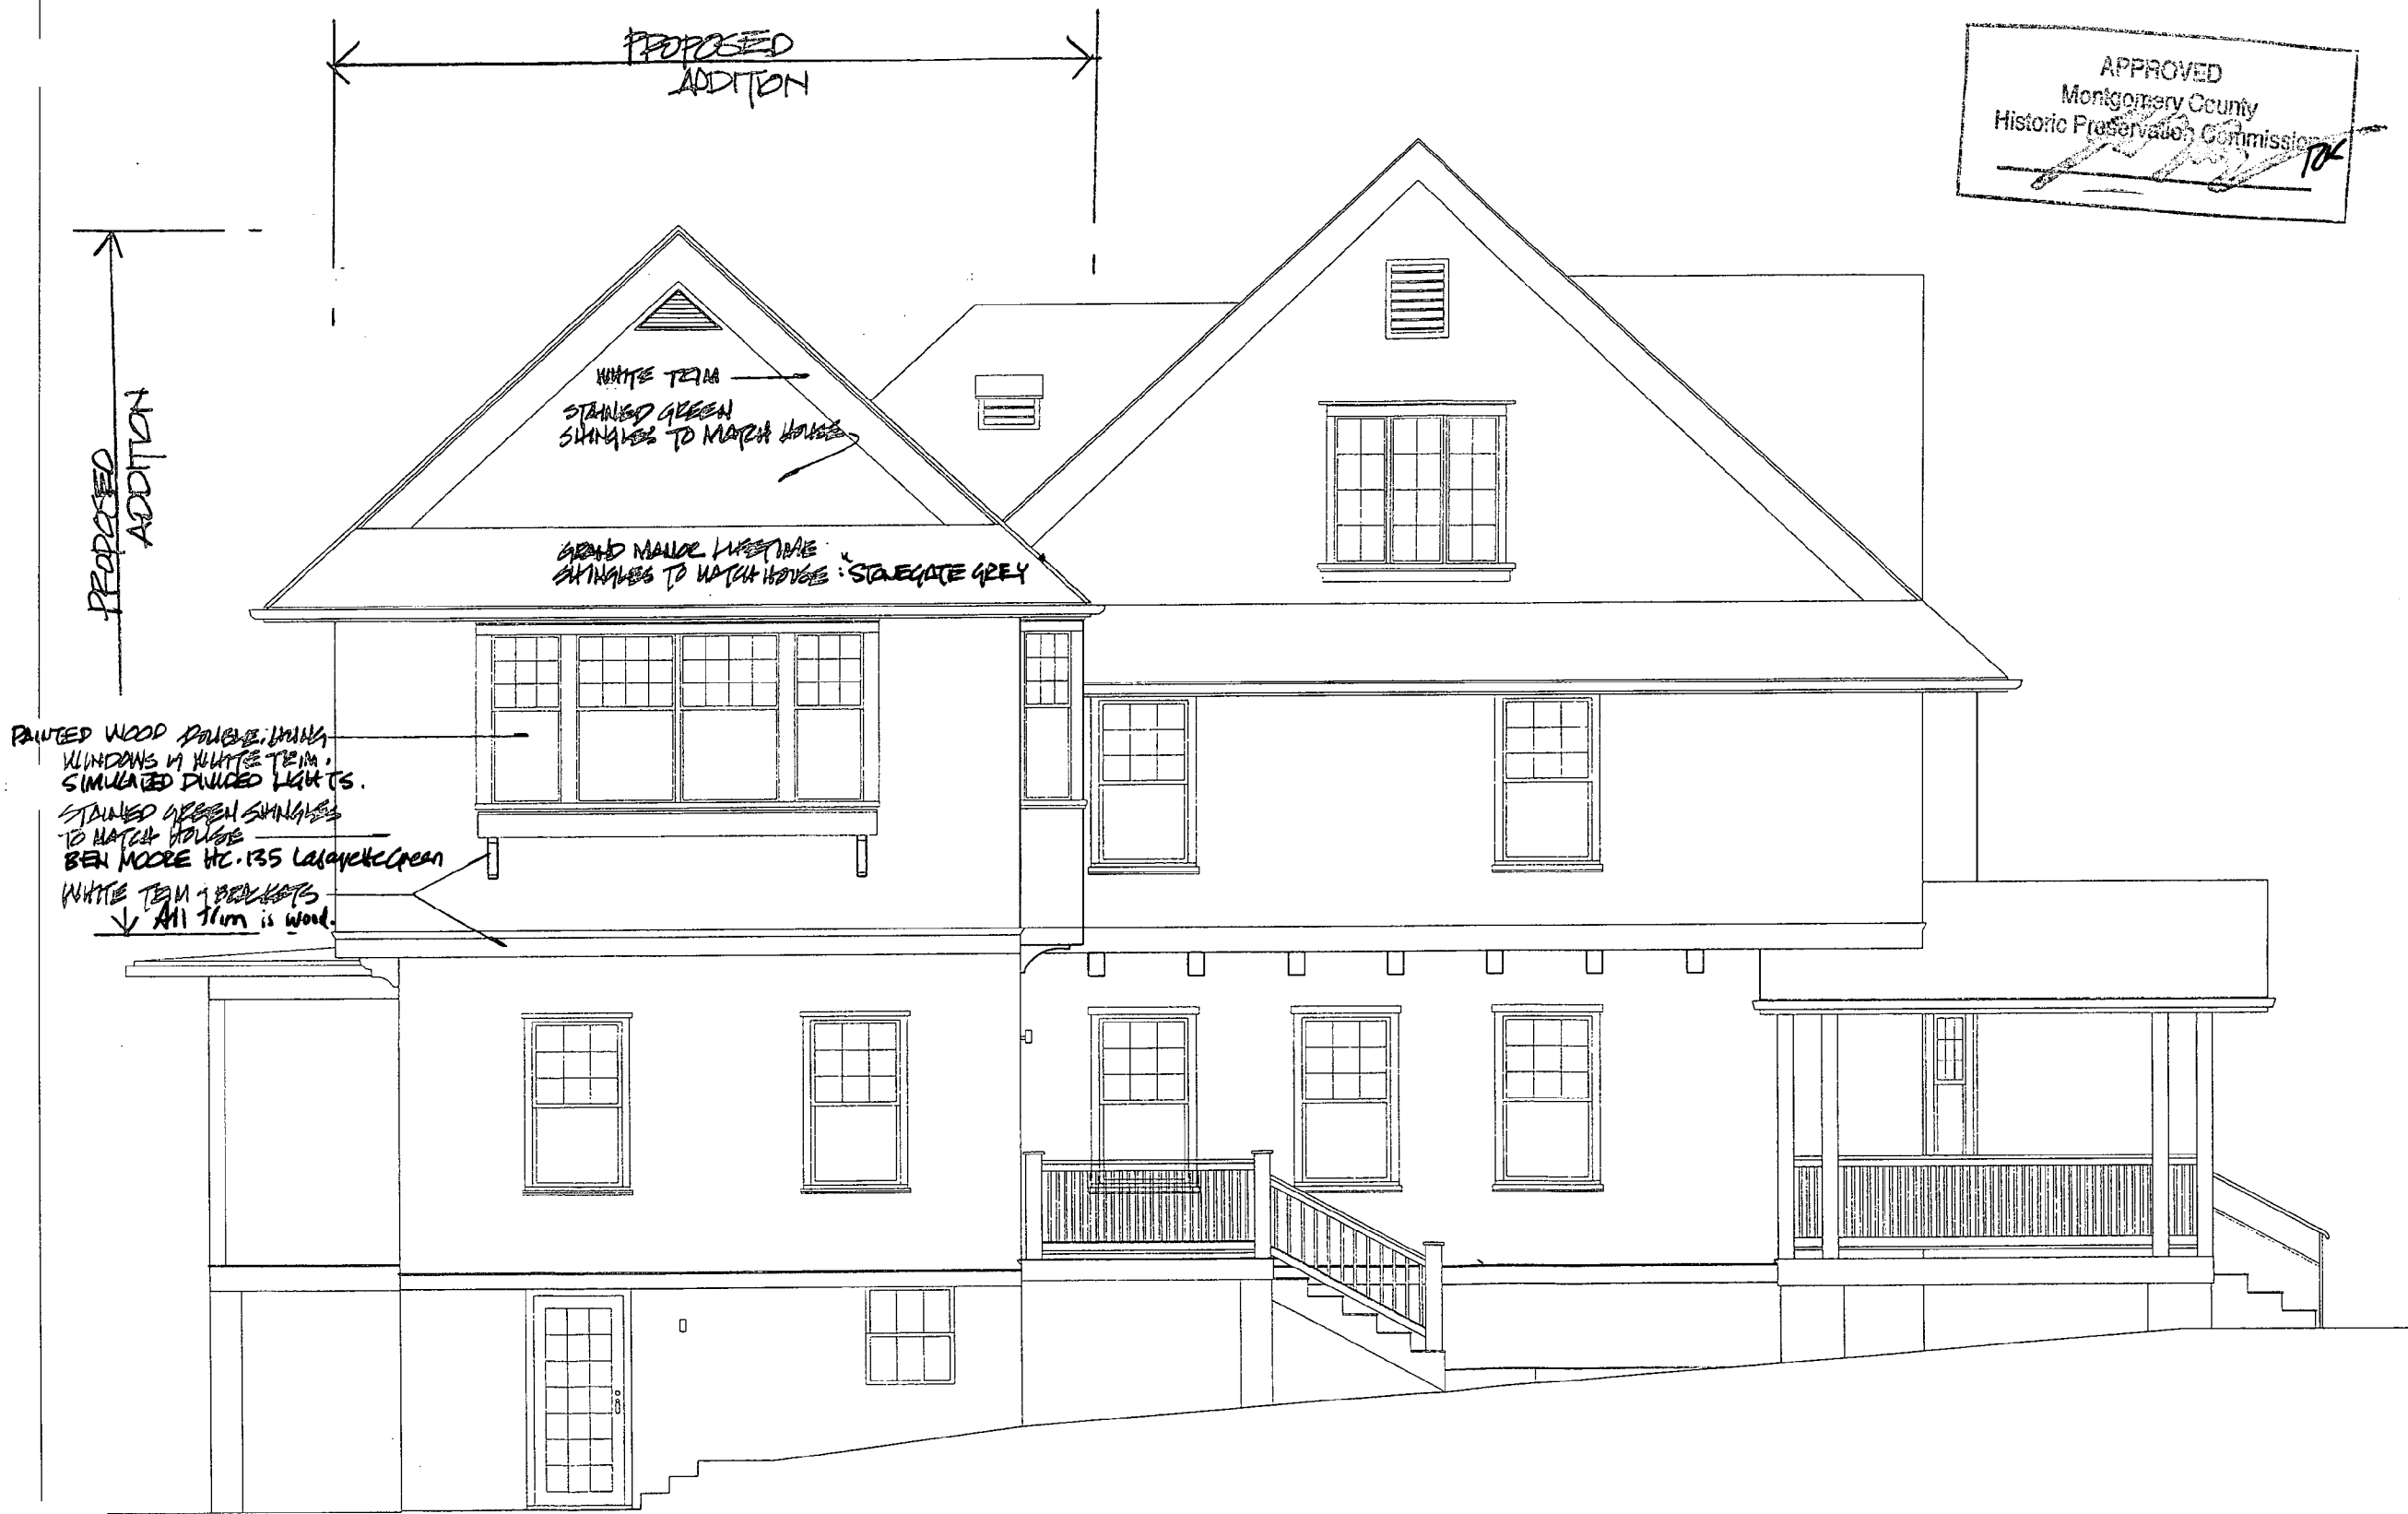 PROPOSED
ADDITION
APPROVED
Montgomery County
Historic Preservation Commission
PROPOSED
ADDITION
WHITE TRIM
STAINED GREEN
SHINGLES TO MATCH HOUSE
GRAND MANOR LIFETIME
SHINGLES TO MATCH HOUSE : "STONEGATE GREY"
PAINTED WOOD DOUBLE-HUNG
WINDOWS W WHITE TRIM.
SIMULATED DIVIDED LIGHTS.
STAINED GREEN SHINGLES
TO MATCH HOUSE
BEN MOORE HC-135 Lafayette Green
WHITE TRIM & BRACKETS
All trim is wood.